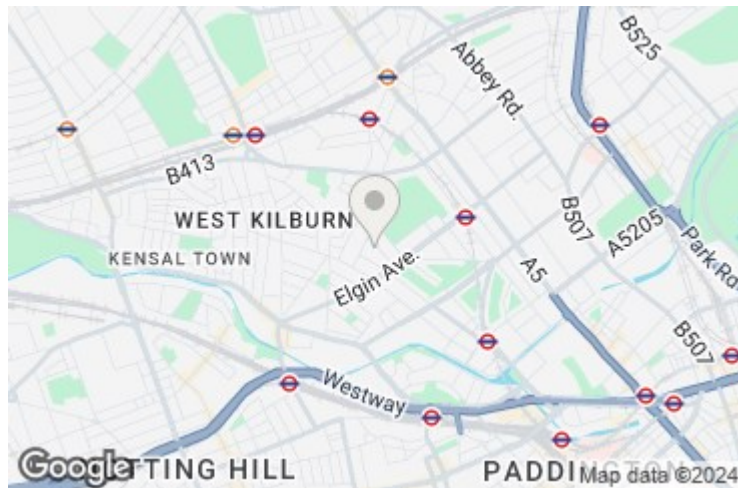 B525
Abbey Rd.
B413
WEST KILBURN
B507
A5205
KENSAL TOWN
Elgin Ave.
A5
Park Rd.
B507
Westway
Google
TTING HILL
PADDI
Map data ©2024